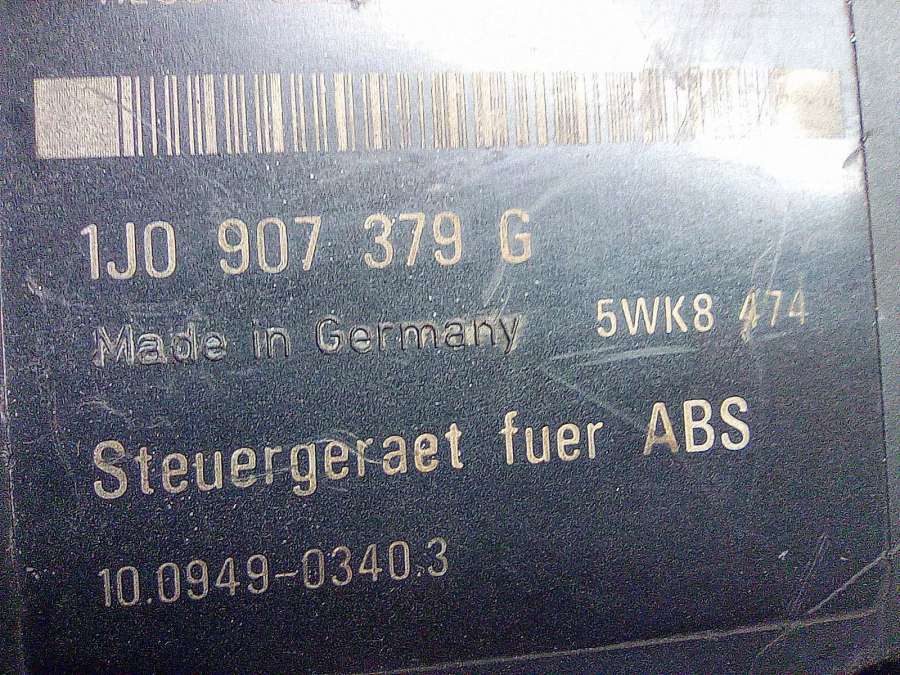 1J0 907 379 G
Made in Germany 5WK8 474
Steuergeraet fuer ABS
10.0949-0340.3